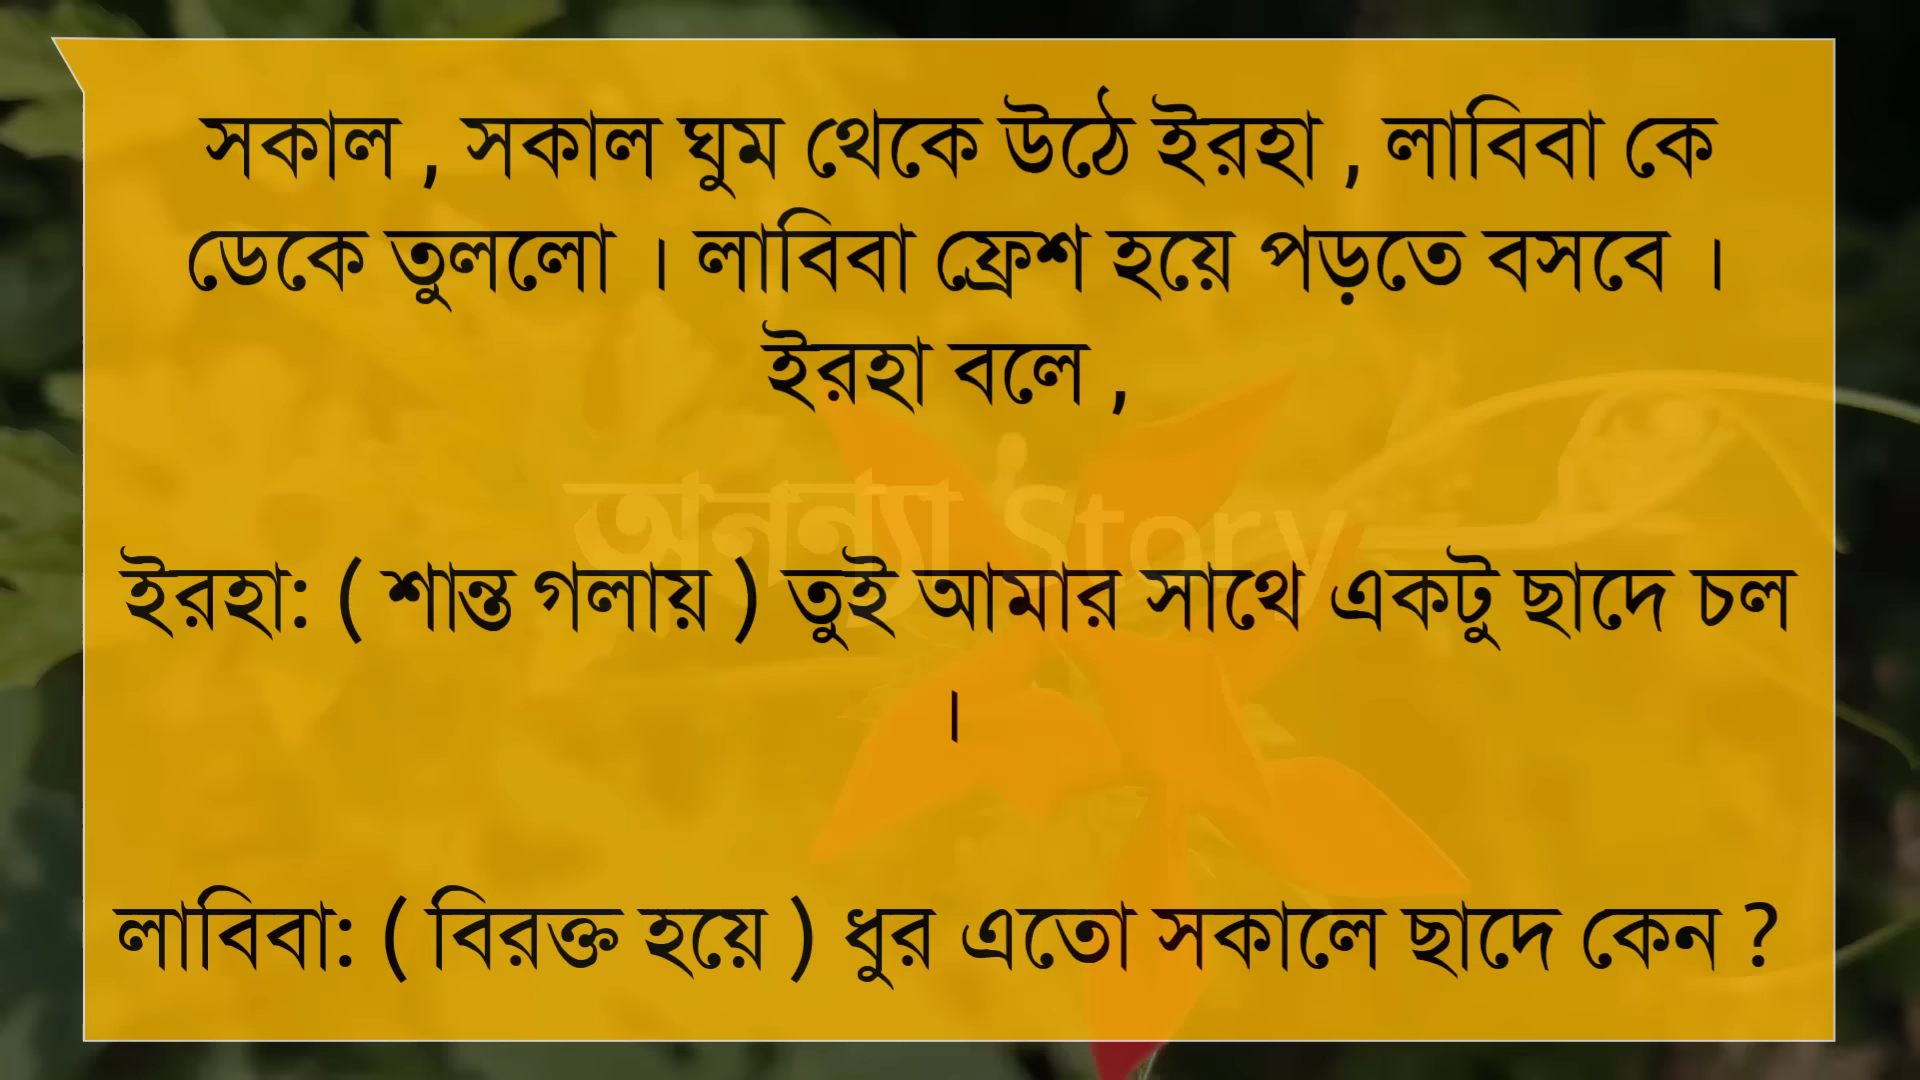 সকাল , সকাল ঘুম থেকে উঠে ইরহা , লাবিবা কে
ডেকে তুললো । লাবিবা ফ্রেশ হয়ে পড়তে বসবে ।
ইরহা বলে ,
অনন্যা Story
ইরহা: ( শান্ত গলায় ) তুই আমার সাথে একটু ছাদে চল
।
লাবিবা: ( বিরক্ত হয়ে ) ধুর এতো সকালে ছাদে কেন ?